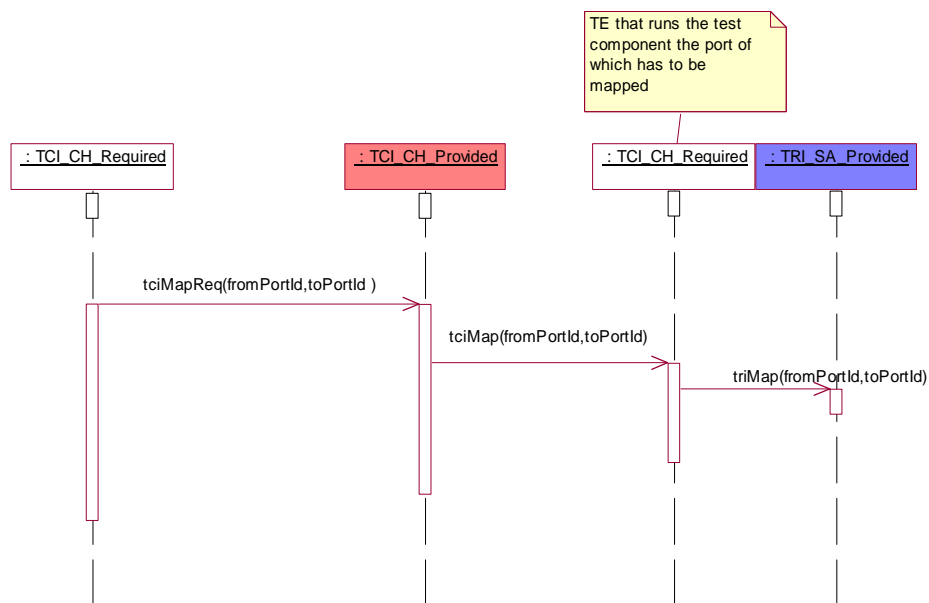 TE that runs the test
component the port of
which has to be
mapped
: TCI_CH_Required
: TCI_CH_Provided
: TCI_CH_Required
: TRI_SA_Provided
tciMapReq(fromPortId,toPortId )
tciMap(fromPortId,toPortId)
triMap(fromPortId,toPortId)